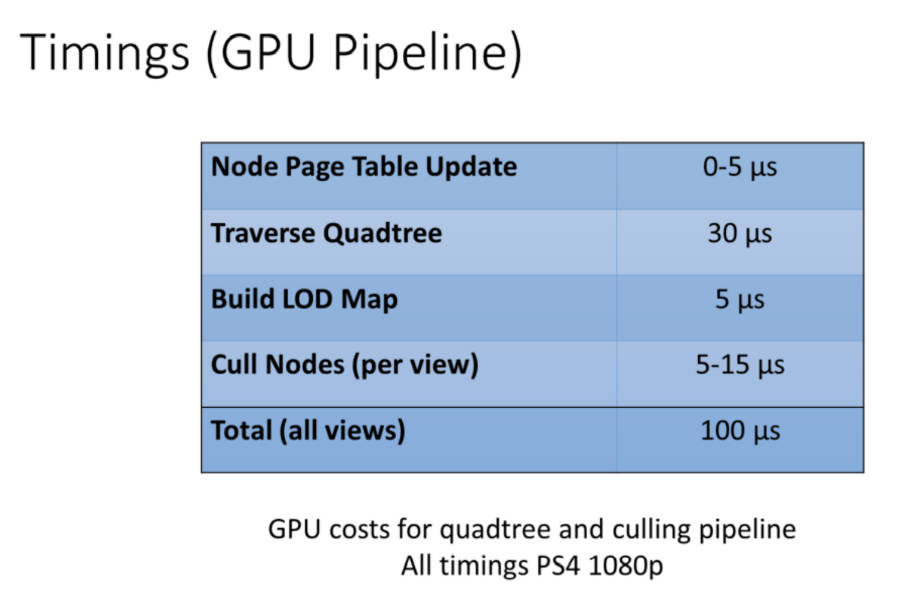 Timings (GPU Pipeline)
Node Page Table Update 0-5 µs
Traverse Quadtree 30 µs
Build LOD Map 5 µs
Cull Nodes (per view) 5-15 µs
Total (all views) 100 µs
GPU costs for quadtree and culling pipeline
All timings PS4 1080p